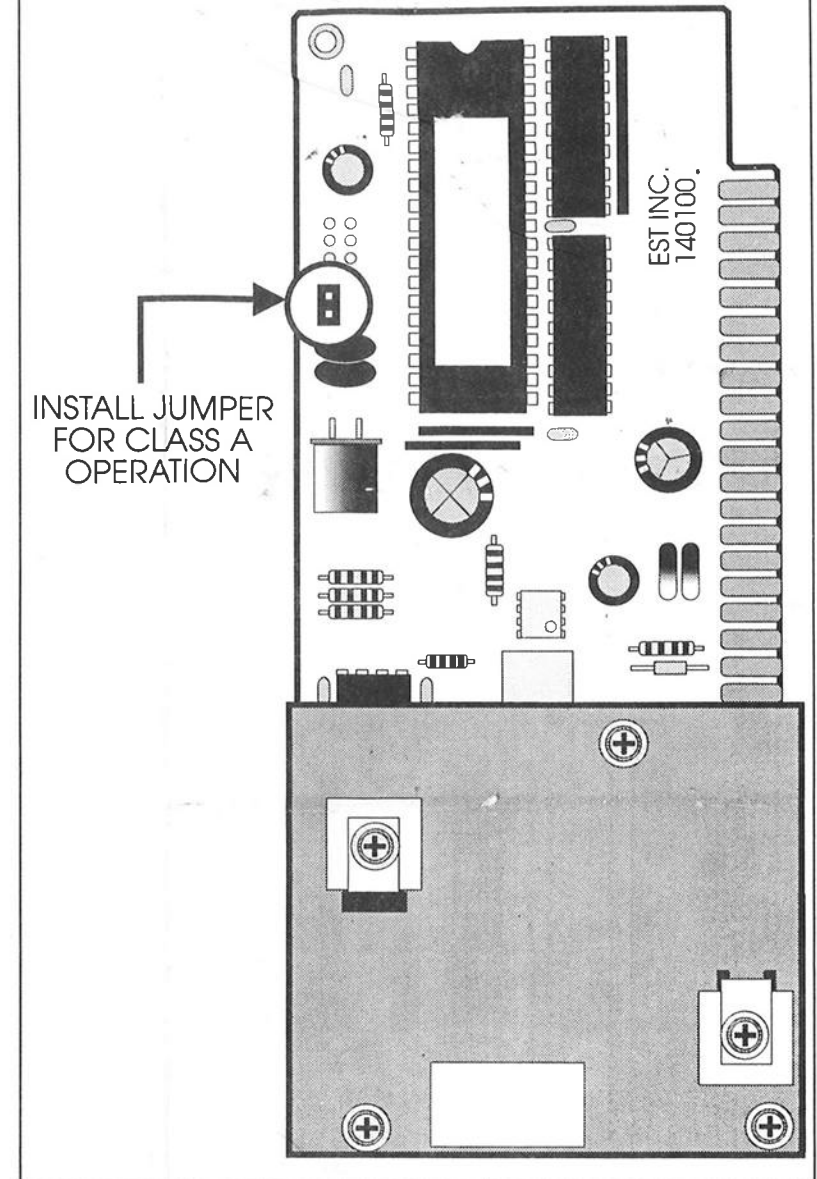 EST INC.
140100.
INSTALL JUMPER
FOR CLASS A
OPERATION